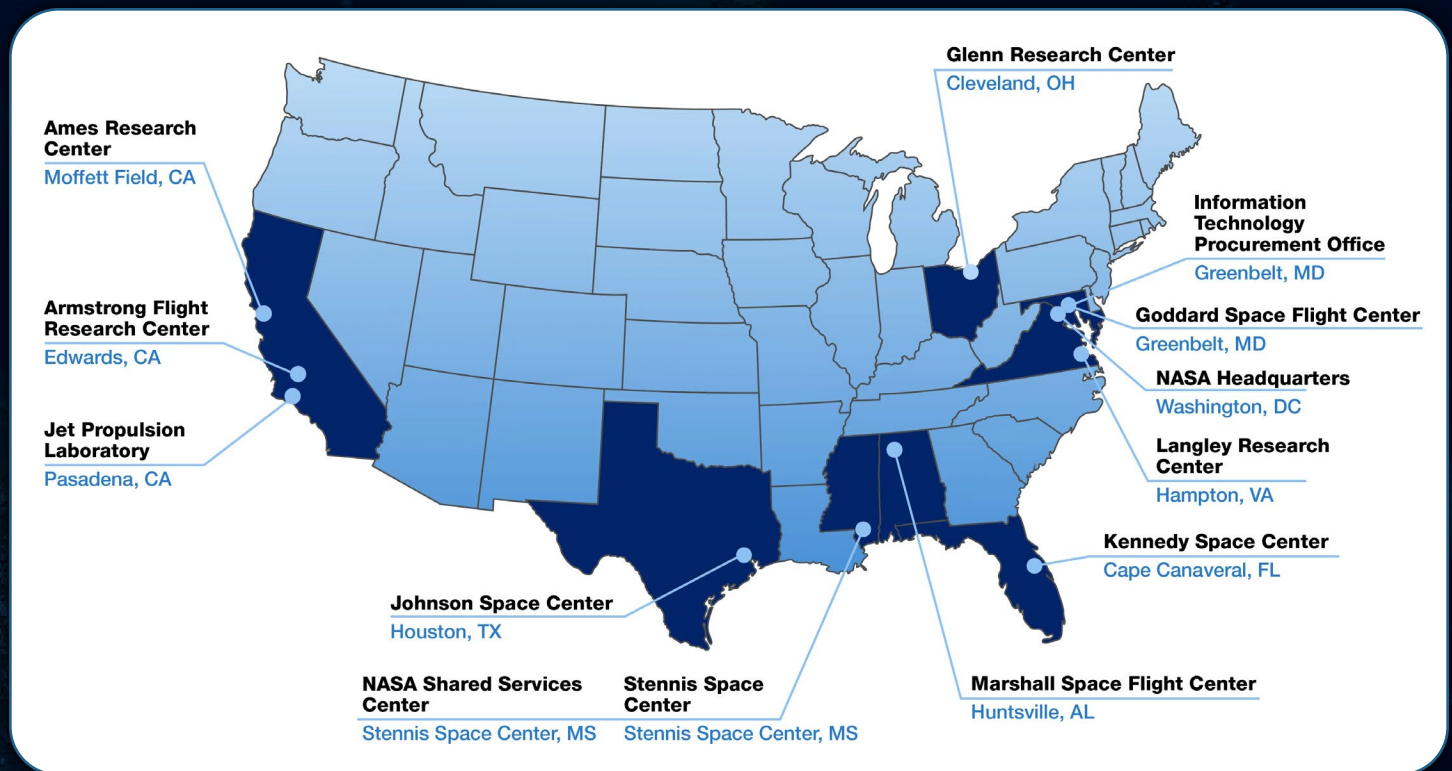 Glenn Research Center
Cleveland, OH
Ames Research
Center
Moffett Field, CA
Information
Technology
Procurement Office
Greenbelt, MD
Armstrong Flight
Research Center
Edwards, CA
Goddard Space Flight Center
Greenbelt, MD
NASA Headquarters
Washington, DC
Jet Propulsion
Laboratory
Pasadena, CA
Langley Research
Center
Hampton, VA
Kennedy Space Center
Cape Canaveral, FL
Johnson Space Center
Houston, TX
NASA Shared Services
Center
Stennis Space Center, MS
Stennis Space
Center
Stennis Space Center, MS
Marshall Space Flight Center
Huntsville, AL